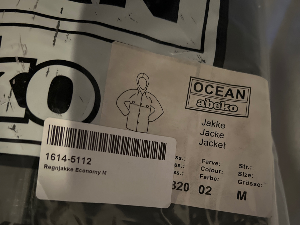 OCEAN
abeko
Jakke
Jacke
Jacket
Farve: Str.:
Colour: Size:
Farbe: Grösse:
320 02 M
1614-5112
Regnjakke Economy M